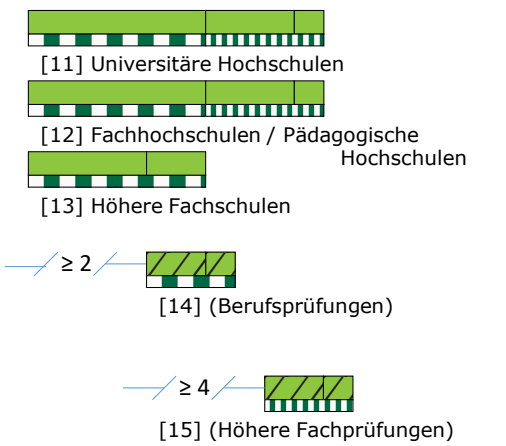 [11] Universitäre Hochschulen
[12] Fachhochschulen / Pädagogische
Hochschulen
[13] Höhere Fachschulen
≥ 2
[14] (Berufsprüfungen)
≥ 4
[15] (Höhere Fachprüfungen)